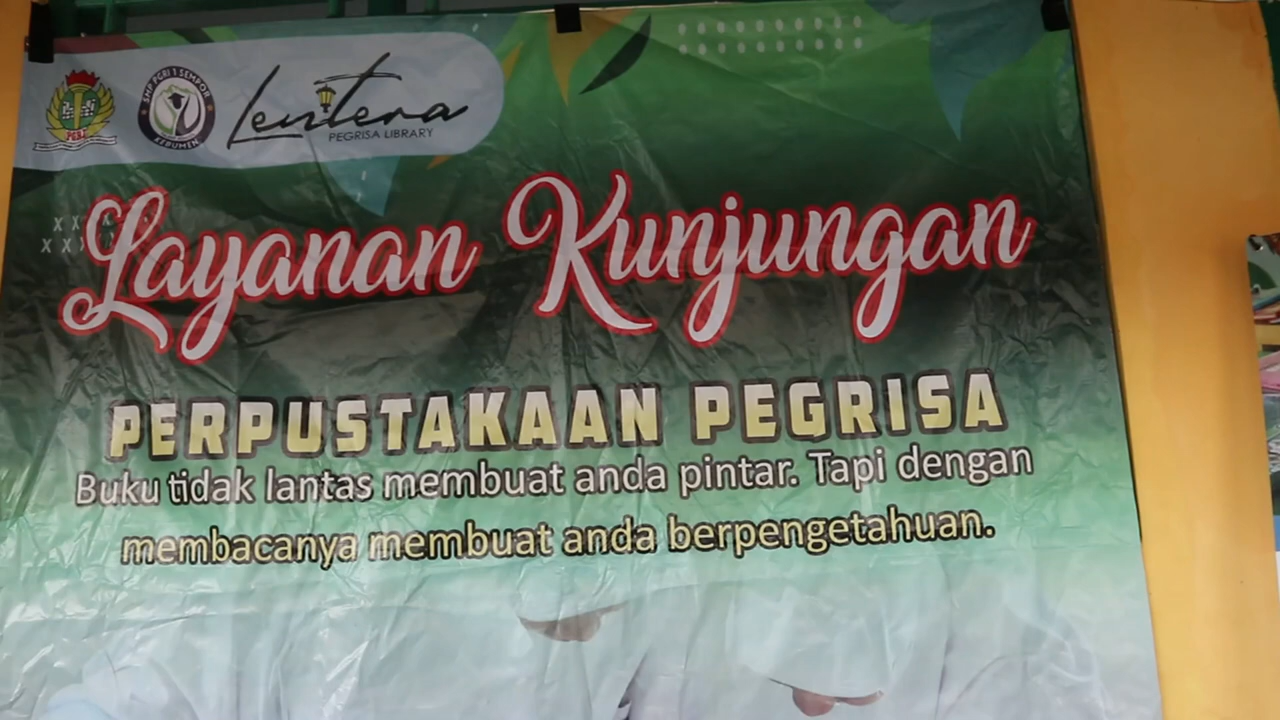 PGRI
SMP PGRI 1 SEMPOR
KEBUMEN
Lentera
PEGRISA LIBRARY
Layanan Kunjungan
PERPUSTAKAAN PEGRISA
Buku tidak lantas membuat anda pintar. Tapi dengan
membacanya membuat anda berpengetahuan.